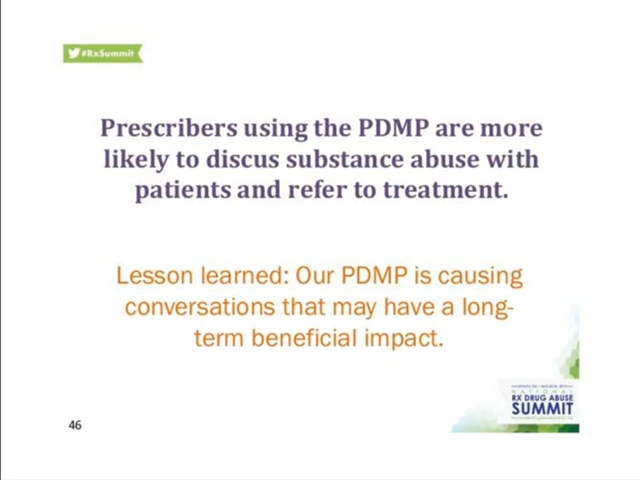 #RxSummit
Prescribers using the PDMP are more
likely to discus substance abuse with
patients and refer to treatment.
Lesson learned: Our PDMP is causing
conversations that may have a long-
term beneficial impact.
NATIONAL
RX DRUG ABUSE
SUMMIT
46